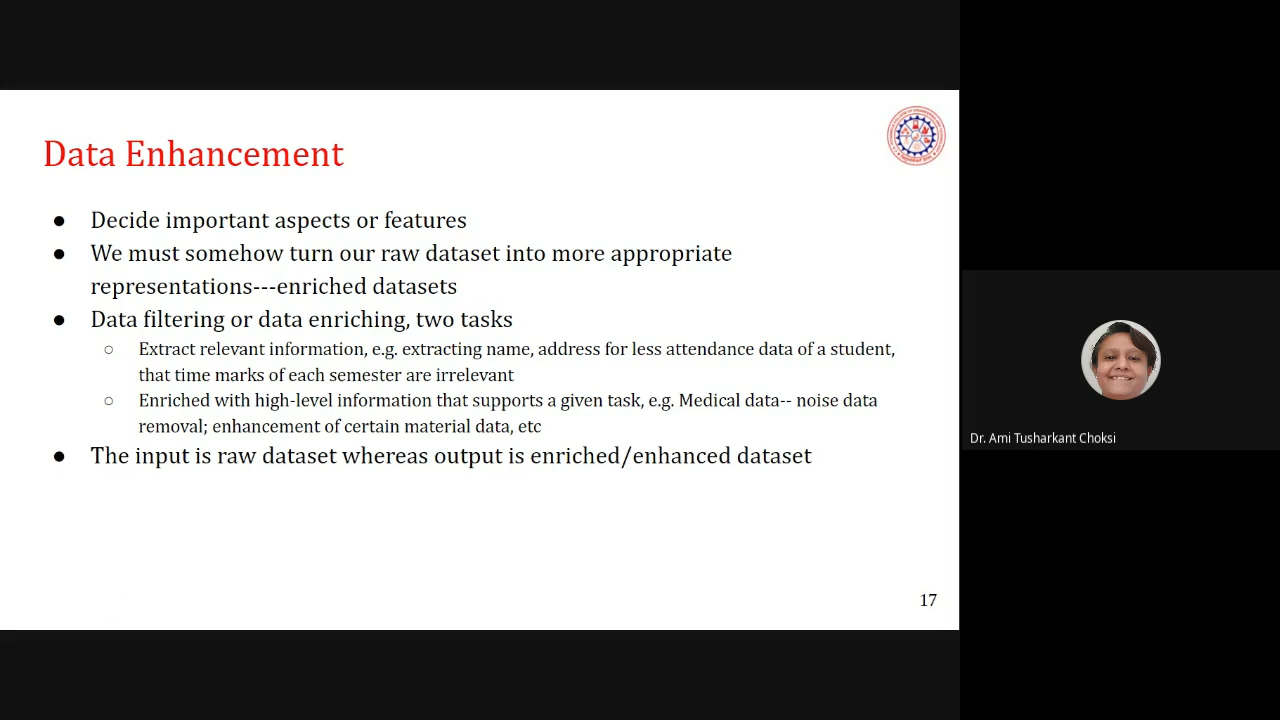 Data Enhancement
● Decide important aspects or features
● We must somehow turn our raw dataset into more appropriate
representations---enriched datasets
● Data filtering or data enriching, two tasks
○ Extract relevant information, e.g. extracting name, address for less attendance data of a student,
that time marks of each semester are irrelevant
○ Enriched with high-level information that supports a given task, e.g. Medical data-- noise data
removal; enhancement of certain material data, etc
● The input is raw dataset whereas output is enriched/enhanced dataset
17
Dr. Ami Tusharkant Choksi